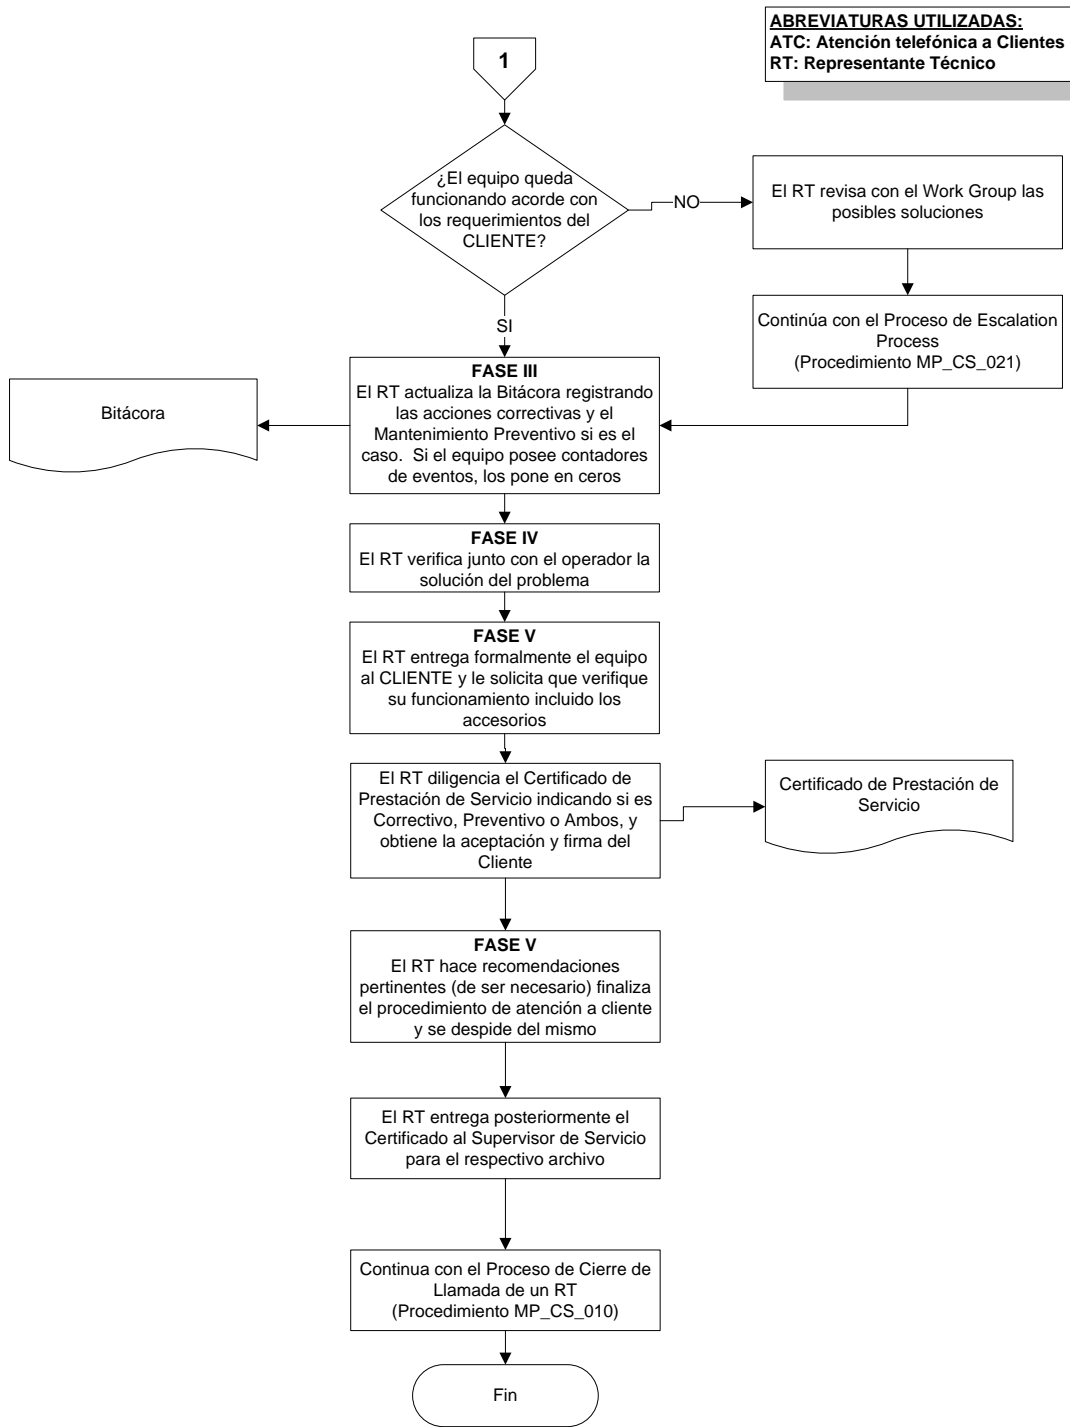 ABREVIATURAS UTILIZADAS:
ATC: Atención telefónica a Clientes
RT: Representante Técnico
1
¿El equipo queda
funcionando acorde con
los requerimientos del
CLIENTE?
NO
El RT revisa con el Work Group las
posibles soluciones
Continúa con el Proceso de Escalation
Process
(Procedimiento MP_CS_021)
SI
FASE III
El RT actualiza la Bitácora registrando
las acciones correctivas y el
Mantenimiento Preventivo si es el
caso. Si el equipo posee contadores
de eventos, los pone en ceros
Bitácora
FASE IV
El RT verifica junto con el operador la
solución del problema
FASE V
El RT entrega formalmente el equipo
al CLIENTE y le solicita que verifique
su funcionamiento incluido los
accesorios
El RT diligencia el Certificado de
Prestación de Servicio indicando si es
Correctivo, Preventivo o Ambos, y
obtiene la aceptación y firma del
Cliente
Certificado de Prestación de
Servicio
FASE V
El RT hace recomendaciones
pertinentes (de ser necesario) finaliza
el procedimiento de atención a cliente
y se despide del mismo
El RT entrega posteriormente el
Certificado al Supervisor de Servicio
para el respectivo archivo
Continua con el Proceso de Cierre de
Llamada de un RT
(Procedimiento MP_CS_010)
Fin